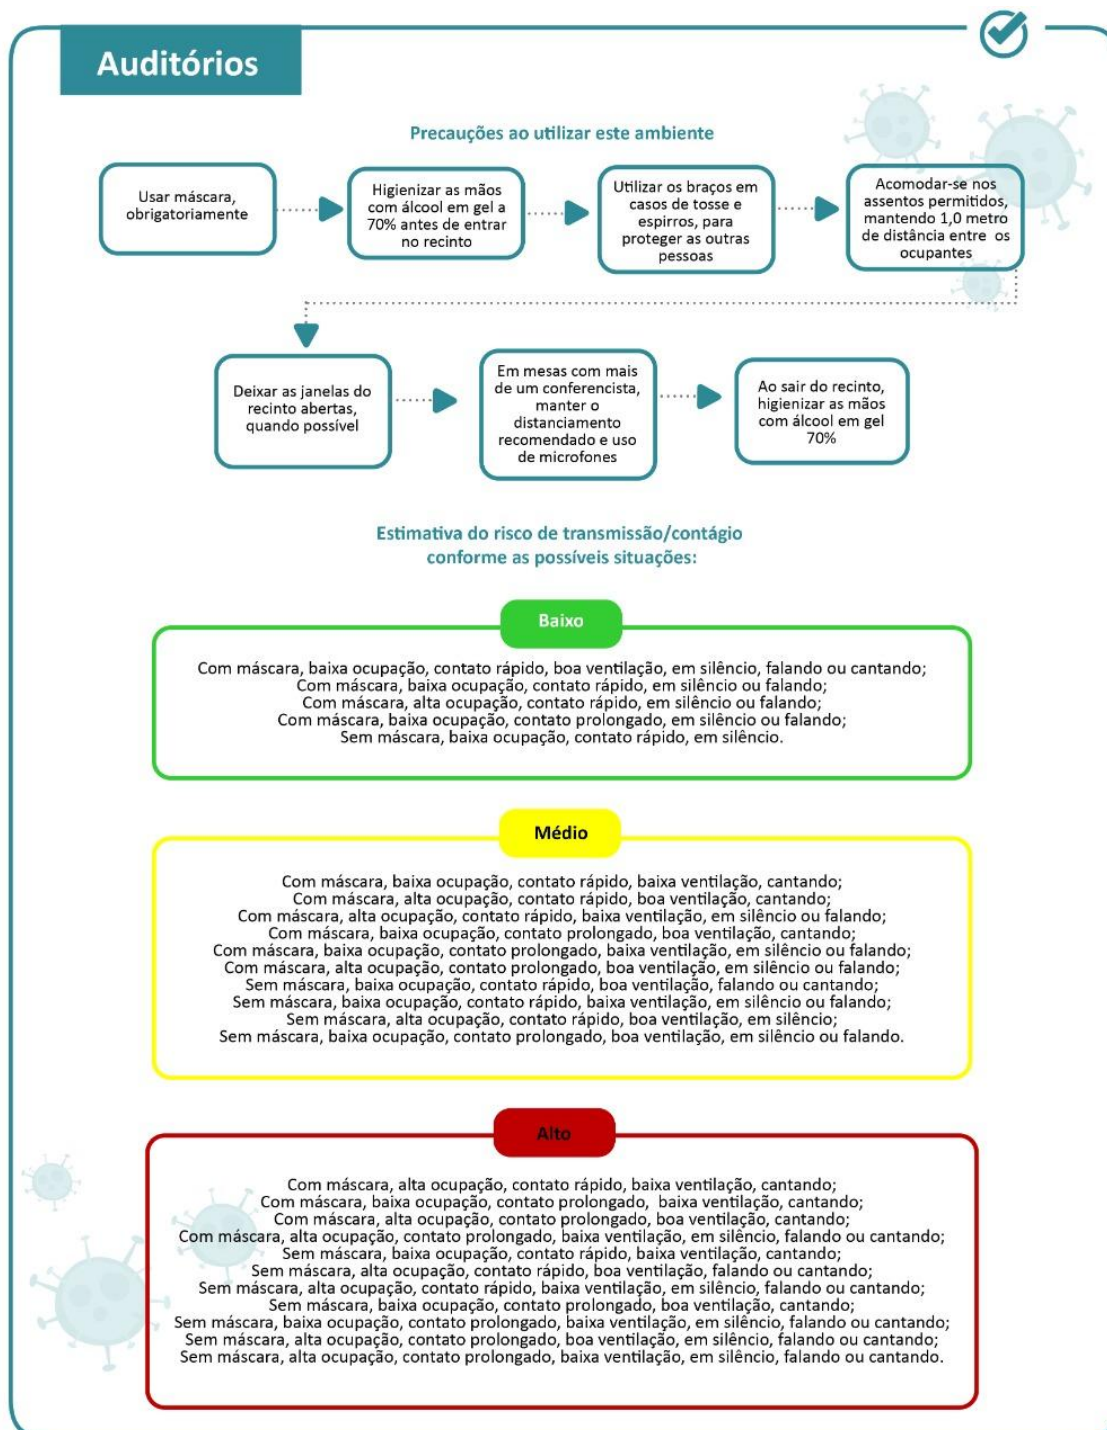 Auditórios
Precauções ao utilizar este ambiente
Usar máscara,
obrigatoriamente
Higienizar as mãos
com álcool em gel a
70% antes de entrar
no recinto
Utilizar os braços em
casos de tosse e
espirros, para
proteger as outras
pessoas
Acomodar-se nos
assentos permitidos,
mantendo 1,0 metro
de distância entre os
ocupantes
Deixar as janelas do
recinto abertas,
quando possível
Em mesas com mais
de um conferencista,
manter o
distanciamento
recomendado e uso
de microfones
Ao sair do recinto,
higienizar as mãos
com álcool em gel
70%
Estimativa do risco de transmissão/contágio
conforme as possíveis situações:
Baixo
Com máscara, baixa ocupação, contato rápido, boa ventilação, em silêncio, falando ou cantando;
Com máscara, baixa ocupação, contato rápido, em silêncio ou falando;
Com máscara, alta ocupação, contato rápido, em silêncio ou falando;
Com máscara, baixa ocupação, contato prolongado, em silêncio ou falando;
Sem máscara, baixa ocupação, contato rápido, em silêncio.
Médio
Com máscara, baixa ocupação, contato rápido, baixa ventilação, cantando;
Com máscara, alta ocupação, contato rápido, boa ventilação, cantando;
Com máscara, alta ocupação, contato rápido, baixa ventilação, em silêncio ou falando;
Com máscara, baixa ocupação, contato prolongado, boa ventilação, cantando;
Com máscara, baixa ocupação, contato prolongado, baixa ventilação, em silêncio ou falando;
Com máscara, alta ocupação, contato prolongado, boa ventilação, em silêncio ou falando;
Sem máscara, baixa ocupação, contato rápido, boa ventilação, falando ou cantando;
Sem máscara, baixa ocupação, contato rápido, baixa ventilação, em silêncio ou falando;
Sem máscara, alta ocupação, contato rápido, boa ventilação, em silêncio;
Sem máscara, baixa ocupação, contato prolongado, boa ventilação, em silêncio ou falando.
Alto
Com máscara, alta ocupação, contato rápido, baixa ventilação, cantando;
Com máscara, baixa ocupação, contato prolongado, baixa ventilação, cantando;
Com máscara, alta ocupação, contato prolongado, boa ventilação, cantando;
Com máscara, alta ocupação, contato prolongado, baixa ventilação, em silêncio, falando ou cantando;
Sem máscara, baixa ocupação, contato rápido, baixa ventilação, cantando;
Sem máscara, alta ocupação, contato rápido, boa ventilação, falando ou cantando;
Sem máscara, alta ocupação, contato rápido, baixa ventilação, em silêncio, falando ou cantando;
Sem máscara, baixa ocupação, contato prolongado, boa ventilação, cantando;
Sem máscara, baixa ocupação, contato prolongado, baixa ventilação, em silêncio, falando ou cantando;
Sem máscara, alta ocupação, contato prolongado, boa ventilação, em silêncio, falando ou cantando;
Sem máscara, alta ocupação, contato prolongado, baixa ventilação, em silêncio, falando ou cantando.